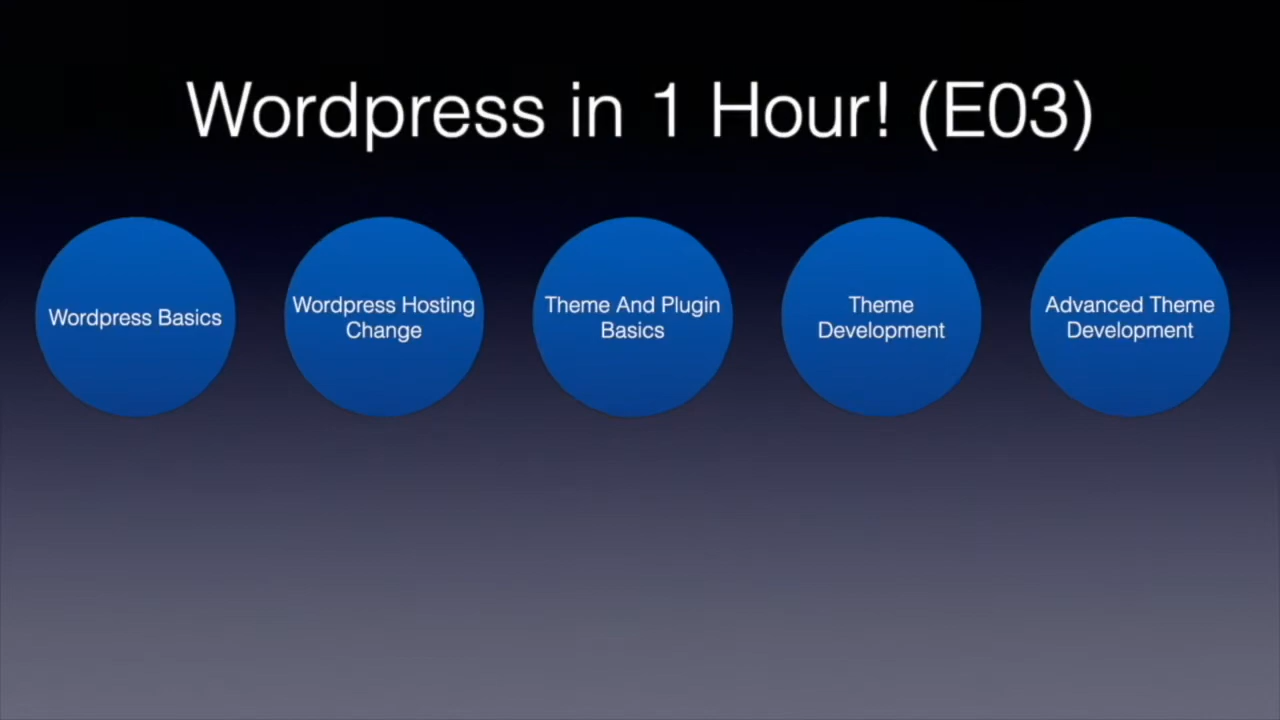 Wordpress in 1 Hour! (E03)
Wordpress Basics
Wordpress Hosting
Change
Theme And Plugin
Basics
Theme
Development
Advanced Theme
Development